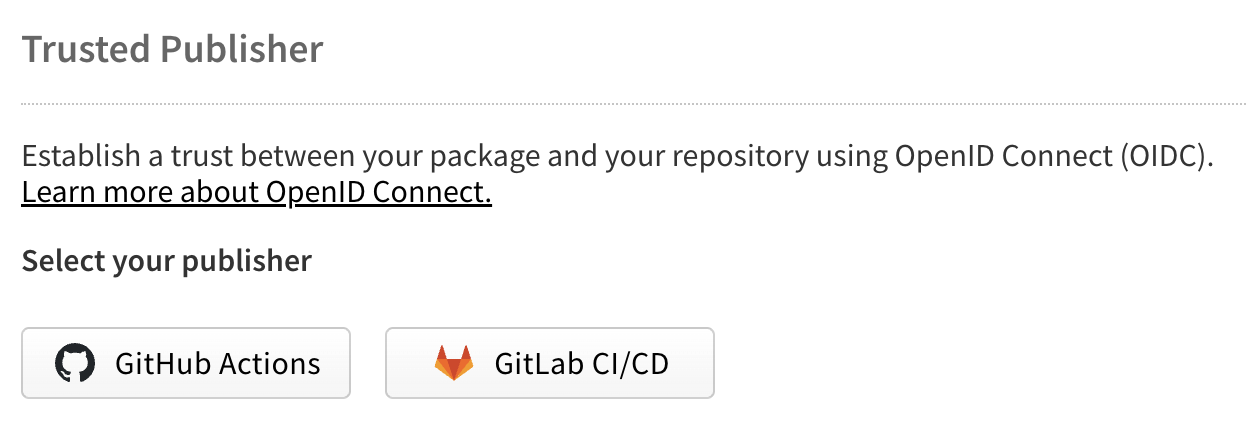 Trusted Publisher
Establish a trust between your package and your repository using OpenID Connect (OIDC).
Learn more about OpenID Connect.
Select your publisher
GitHub Actions
GitLab CI/CD